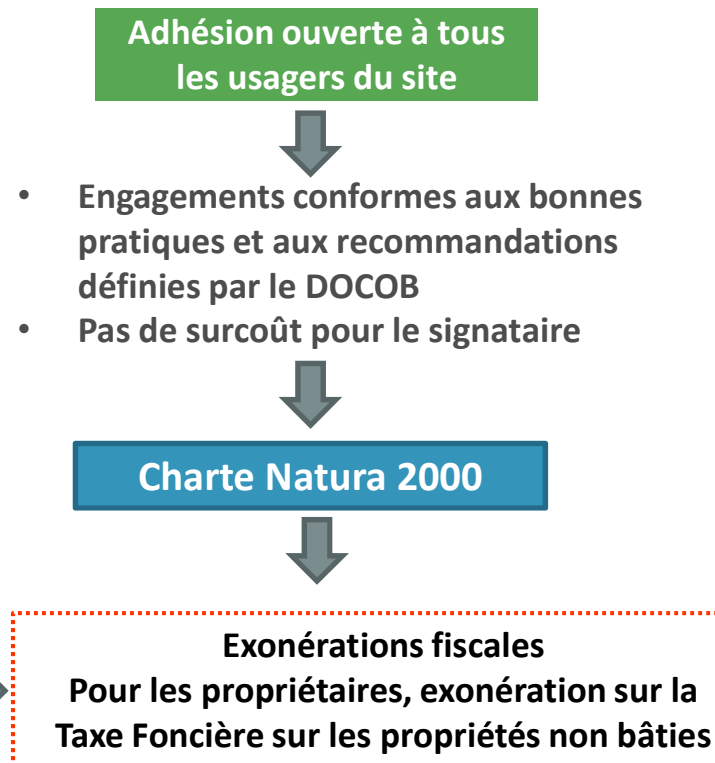 Adhésion ouverte à tous
les usagers du site
• Engagements conformes aux bonnes
pratiques et aux recommandations
définies par le DOCOB
• Pas de surcoût pour le signataire
Charte Natura 2000
Exonérations fiscales
Pour les propriétaires, exonération sur la
Taxe Foncière sur les propriétés non bâties